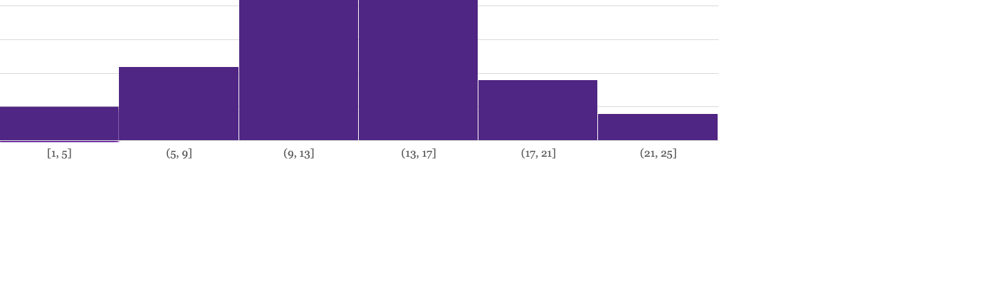 [1, 5] (5, 9] (9, 13] (13, 17] (17, 21] (21, 25]